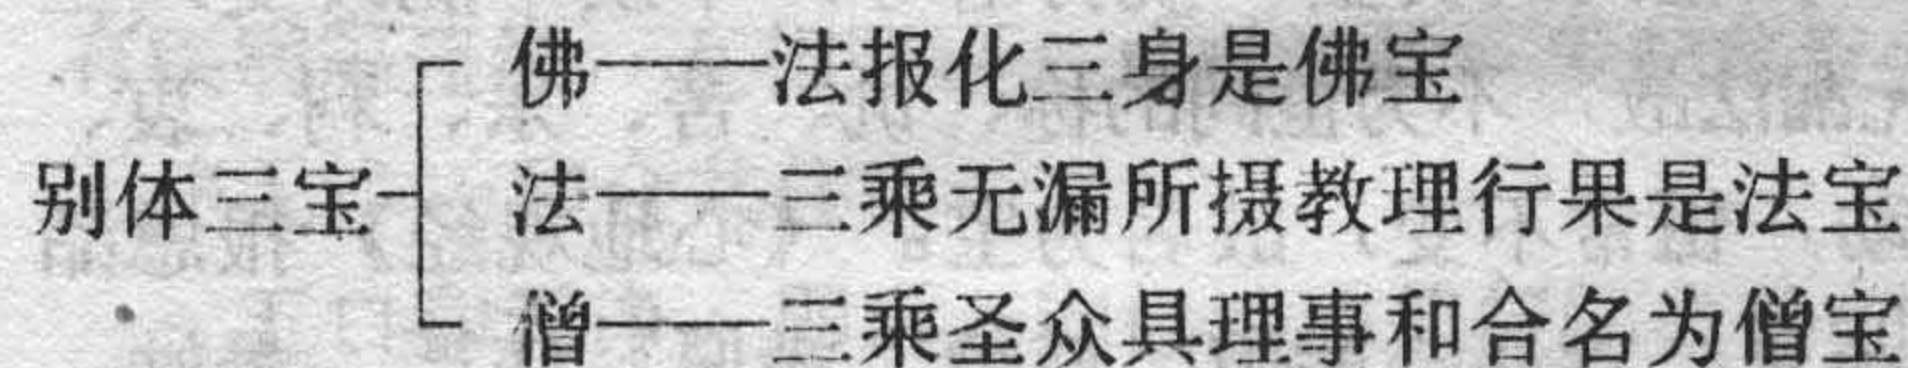 佛——法报化三身是佛宝
别体三宝 法——三乘无漏所摄教理行果是法宝
僧——三乘圣众具理事和合名为僧宝